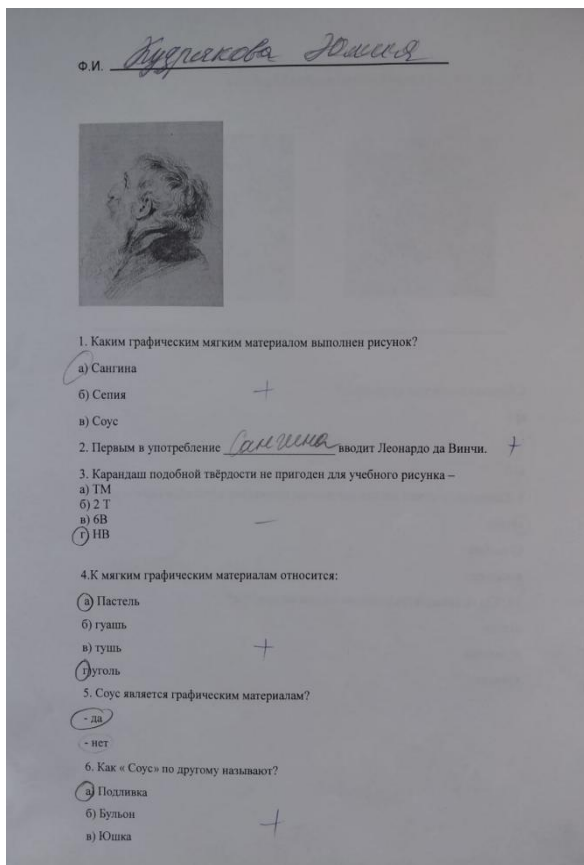 Ф.И. Кудрякова Юлия
1. Каким графическим мягким материалом выполнен рисунок?
а) Сангина
б) Сепия
+
в) Соус
2. Первым в употребление Сангина вводит Леонардо да Винчи. +
3. Карандаш подобной твёрдости не пригоден для учебного рисунка –
а) ТМ
б) 2 Т
в) 6В
–
г) НВ
4.К мягким графическим материалам относится:
а) Пастель
б) гуашь
в) тушь
+
г)уголь
5. Соус является графическим материалам?
- да
- нет
6. Как « Соус» по другому называют?
а) Подливка
б) Бульон
+
в) Юшка